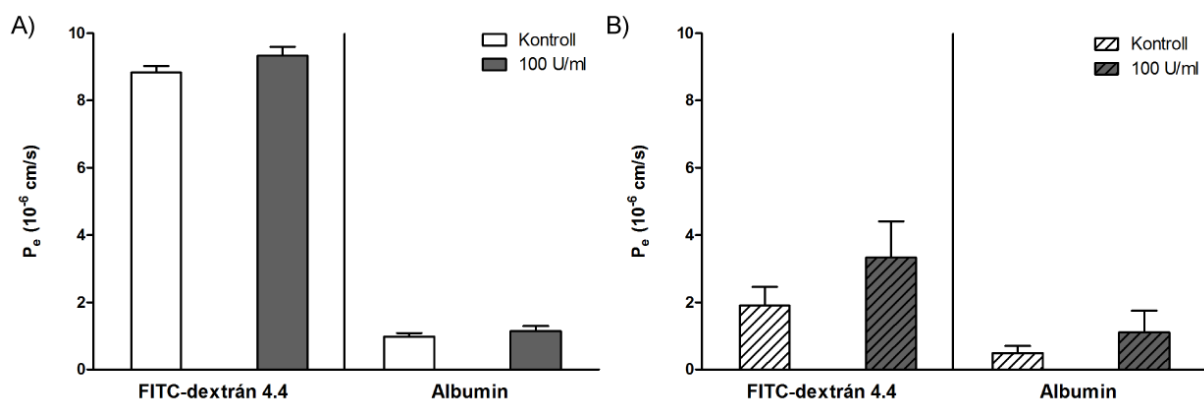 A)
Kontroll
100 U/ml
10
8
6
4
2
0
Pe (10-6 cm/s)
FITC-dextrán 4.4
Albumin
B)
Kontroll
100 U/ml
10
8
6
4
2
0
Pe (10-6 cm/s)
FITC-dextrán 4.4
Albumin